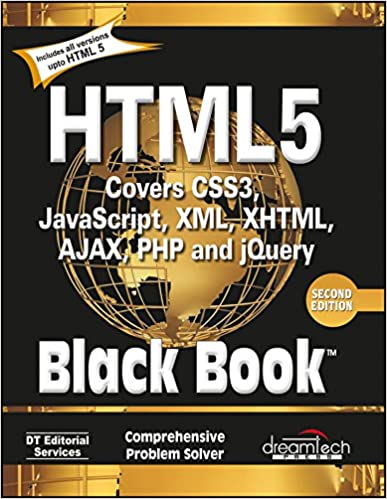 Includes all versions
upto HTML 5
HTML5
Covers CSS3,
JavaScript, XML, XHTML,
AJAX, PHP and jQuery
SECOND
EDITION
Black Book™
DT Editorial
Services
Comprehensive
Problem Solver
dreamtech
PRESS